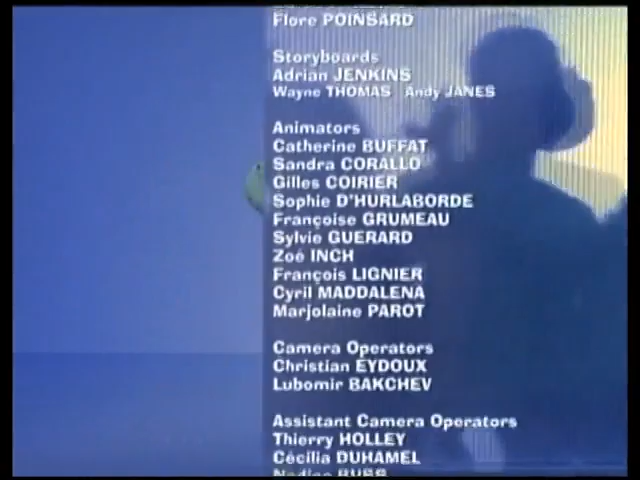 Flore POINSARD
Storyboards
Adrian JENKINS
Wayne THOMAS Andy JANES
Animators
Catherine BUFFAT
Sandra CORALLO
Gilles COIRIER
Sophie D'HURLABORDE
Françoise GRUMEAU
Sylvie GUERARD
Zoé INCH
François LIGNIER
Cyril MADDALENA
Marjolaine PAROT
Camera Operators
Christian EYDOUX
Lubomir BAKCHEV
Assistant Camera Operators
Thierry HOLLEY
Cécilia DUHAMEL